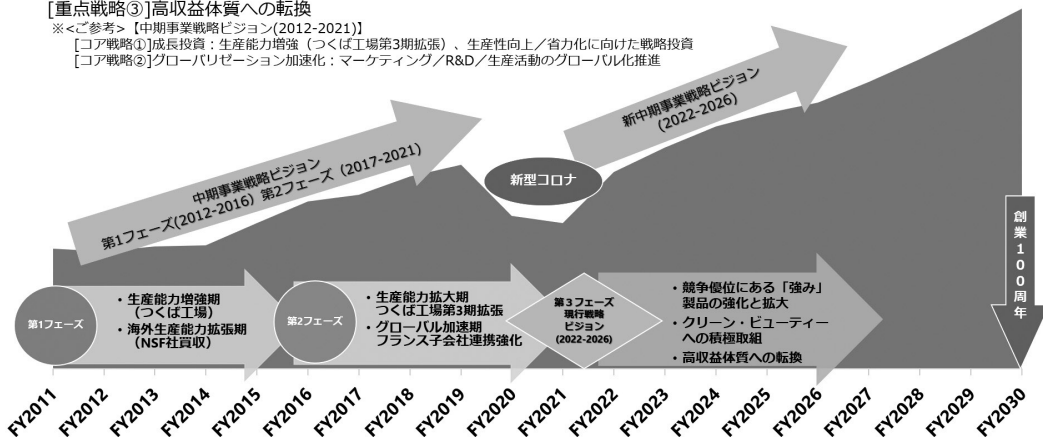 [重点戦略③]高収益体質への転換
※<ご参考>【中期事業戦略ビジョン(2012-2021)】
[コア戦略①]成長投資：生産能力増強（つくば工場第3期拡張）、生産性向上／省力化に向けた戦略投資
[コア戦略②]グローバリゼーション加速化：マーケティング／R&D／生産活動のグローバル化推進
新中期事業戦略ビジョン
(2022-2026)
中期事業戦略ビジョン
第1フェーズ(2012-2016) 第2フェーズ（2017-2021)
新型コロナ
創業100周年
第1フェーズ
・生産能力増強期
（つくば工場）
・海外生産能力拡張期
（NSF社買収）
第2フェーズ
・生産能力拡大期
つくば工場第3期拡張
・グローバル加速期
フランス子会社連携強化
第３フェーズ
現行戦略
ビジョン
(2022-2026)
・競争優位にある「強み」
製品の強化と拡大
・クリーン・ビューティー
への積極取組
・高収益体質への転換
FY2011
FY2012
FY2013
FY2014
FY2015
FY2016
FY2017
FY2018
FY2019
FY2020
FY2021
FY2022
FY2023
FY2024
FY2025
FY2026
FY2027
FY2028
FY2029
FY2030